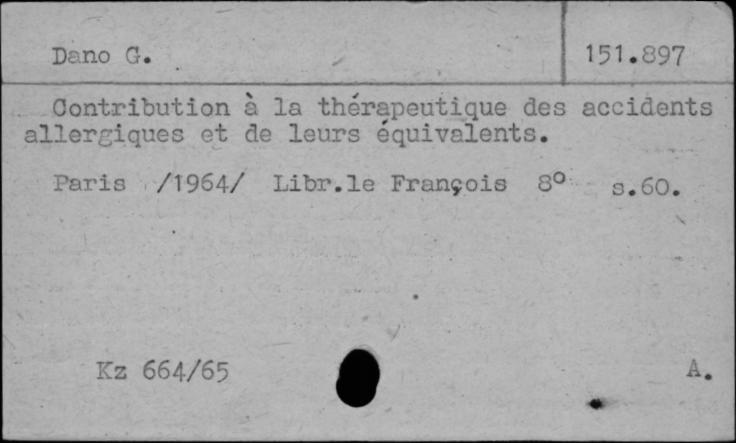 Dano G.
151.897
Contribution à la thérapeutique des accidents
allergiques et de leurs équivalents.
Paris /1964/ Libr.le François 8º s.60.
Kz 664/65
A.